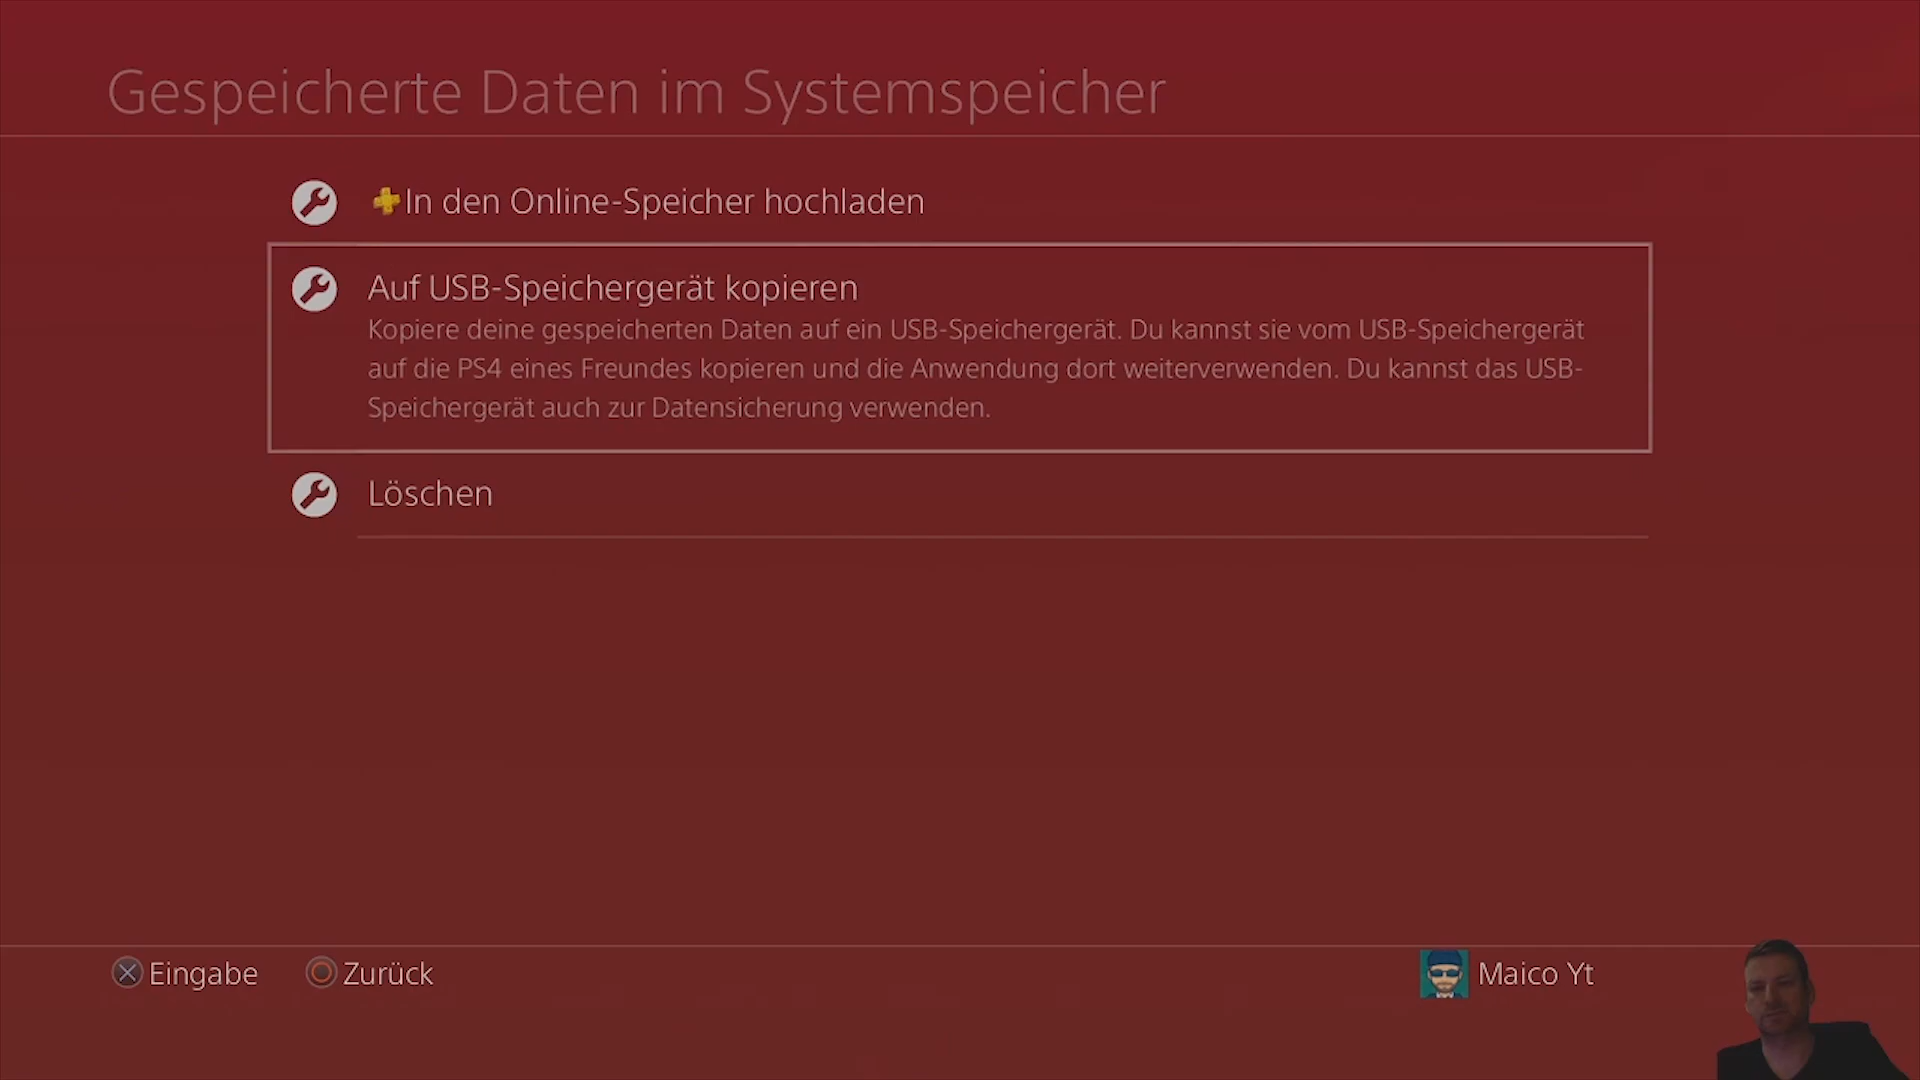 Gespeicherte Daten im Systemspeicher
In den Online-Speicher hochladen
Auf USB-Speichergerät kopieren
Kopiere deine gespeicherten Daten auf ein USB-Speichergerät. Du kannst sie vom USB-Speichergerät
auf die PS4 eines Freundes kopieren und die Anwendung dort weiterverwenden. Du kannst das USB-
Speichergerät auch zur Datensicherung verwenden.
Löschen
Eingabe
Zurück
Maico Yt